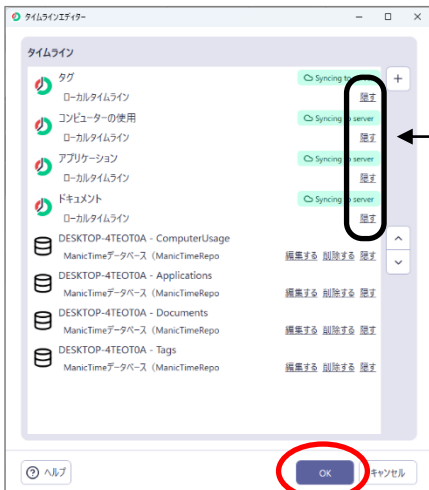 タイムラインエディター
タイムライン
タグ
Syncing to server
ローカルタイムライン
隠す
コンピューターの使用
Syncing to server
ローカルタイムライン
隠す
アプリケーション
Syncing to server
ローカルタイムライン
隠す
ドキュメント
Syncing to server
ローカルタイムライン
隠す
DESKTOP-4TEOT0A - ComputerUsage
ManicTimeデータベース（ManicTimeRepo
編集する 削除する 隠す
DESKTOP-4TEOT0A - Applications
ManicTimeデータベース（ManicTimeRepo
編集する 削除する 隠す
DESKTOP-4TEOT0A - Documents
ManicTimeデータベース（ManicTimeRepo
編集する 削除する 隠す
DESKTOP-4TEOT0A - Tags
ManicTimeデータベース（ManicTimeRepo
編集する 削除する 隠す
ヘルプ
OK
キャンセル